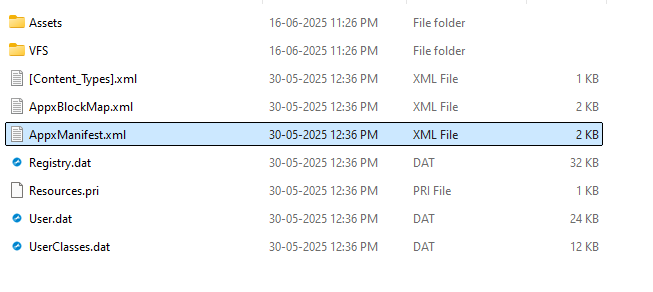 Assets 16-06-2025 11:26 PM File folder
VFS 16-06-2025 11:26 PM File folder
[Content_Types].xml 30-05-2025 12:36 PM XML File 1 KB
AppxBlockMap.xml 30-05-2025 12:36 PM XML File 2 KB
AppxManifest.xml 30-05-2025 12:36 PM XML File 2 KB
Registry.dat 30-05-2025 12:36 PM DAT 32 KB
Resources.pri 30-05-2025 12:36 PM PRI File 1 KB
User.dat 30-05-2025 12:36 PM DAT 24 KB
UserClasses.dat 30-05-2025 12:36 PM DAT 12 KB